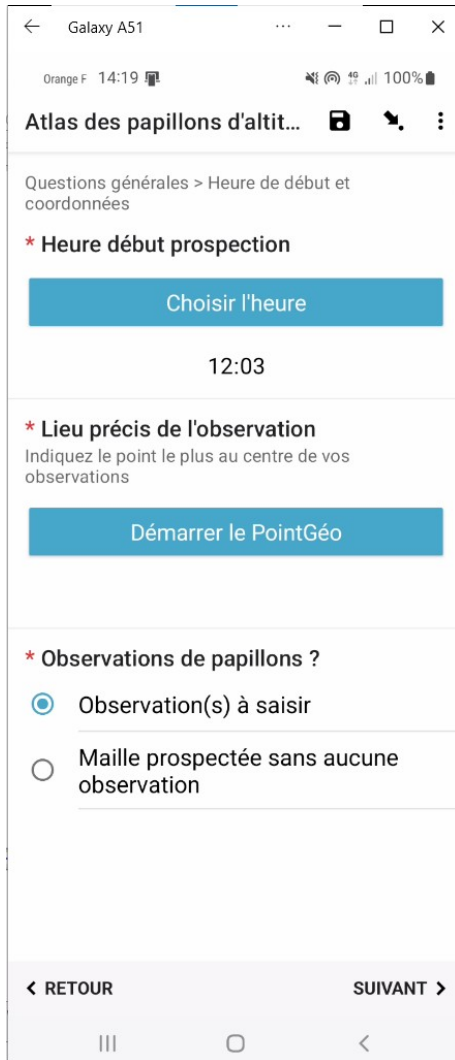 Galaxy A51
Orange F 14:19 4G 100%
Atlas des papillons d'altit...
Questions générales > Heure de début et
coordonnées
* Heure début prospection
Choisir l'heure
12:03
* Lieu précis de l'observation
Indiquez le point le plus au centre de vos
observations
Démarrer le PointGéo
* Observations de papillons ?
Observation(s) à saisir
Maille prospectée sans aucune
observation
< RETOUR SUIVANT >